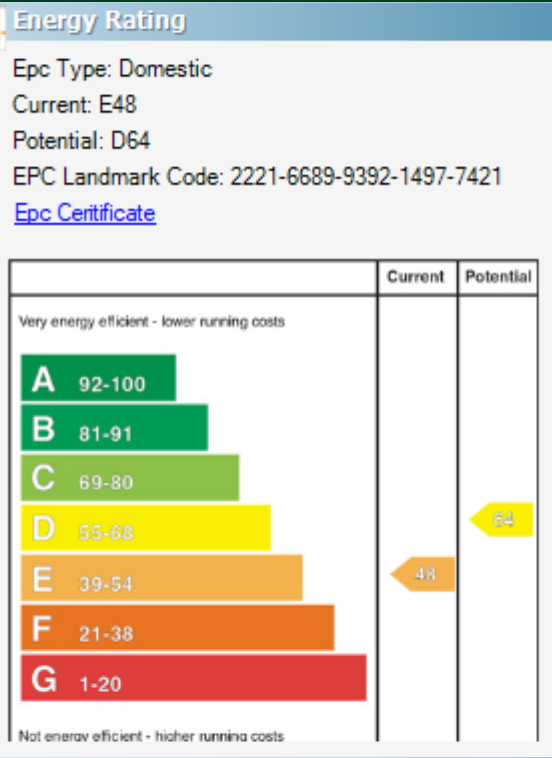 Energy Rating
Epc Type: Domestic
Current: E48
Potential: D64
EPC Landmark Code: 2221-6689-9392-1497-7421
Epc Ceritificate
Current Potential
Very energy efficient - lower running costs
A 92-100
B 81-91
C 69-80
D 55-68
64
E 39-54
48
F 21-38
G 1-20
Not energy efficient - higher running costs